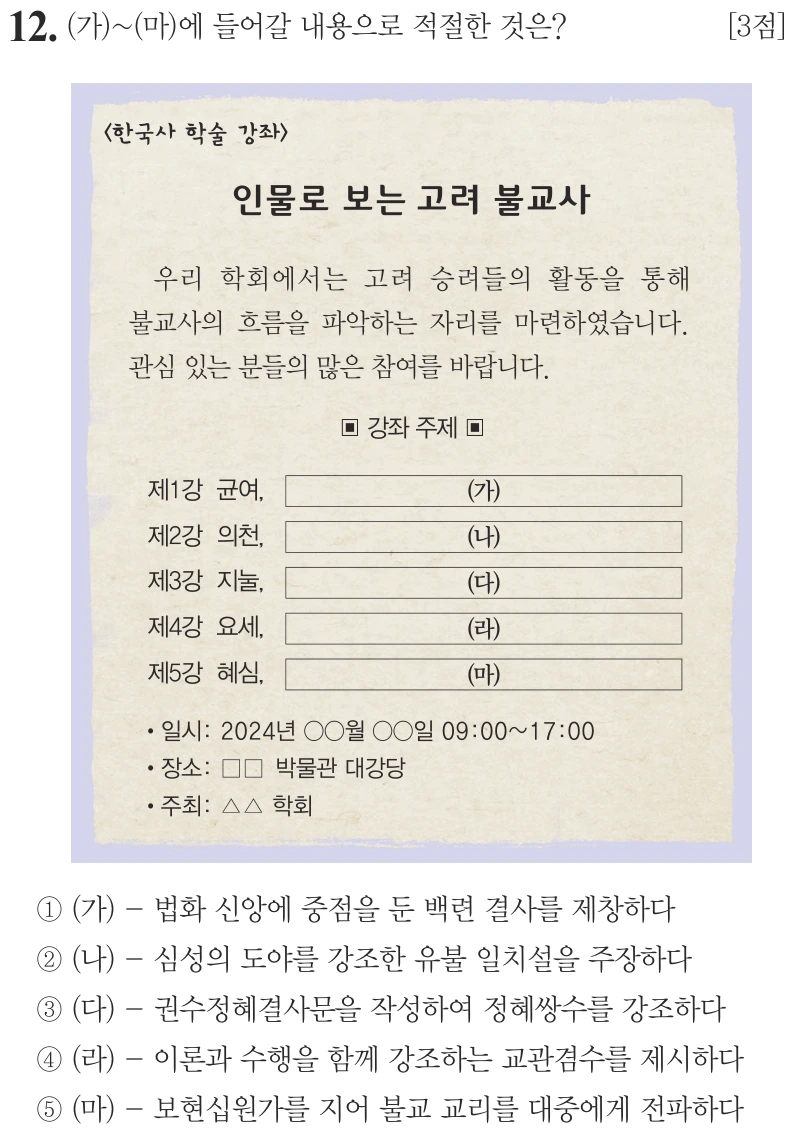 12. (가)~(마)에 들어갈 내용으로 적절한 것은? [3점]
<한국사 학술 강좌>
인물로 보는 고려 불교사
우리 학회에서는 고려 승려들의 활동을 통해
불교사의 흐름을 파악하는 자리를 마련하였습니다.
관심 있는 분들의 많은 참여를 바랍니다.
▣ 강좌 주제 ▣
제1강 균여, (가)
제2강 의천, (나)
제3강 지눌, (다)
제4강 요세, (라)
제5강 혜심, (마)
• 일시: 2024년 ○○월 ○○일 09:00~17:00
• 장소: □□ 박물관 대강당
• 주최: △△ 학회
① (가) - 법화 신앙에 중점을 둔 백련 결사를 제창하다
② (나) - 심성의 도야를 강조한 유불 일치설을 주장하다
③ (다) - 권수정혜결사문을 작성하여 정혜쌍수를 강조하다
④ (라) - 이론과 수행을 함께 강조하는 교관겸수를 제시하다
⑤ (마) - 보현십원가를 지어 불교 교리를 대중에게 전파하다